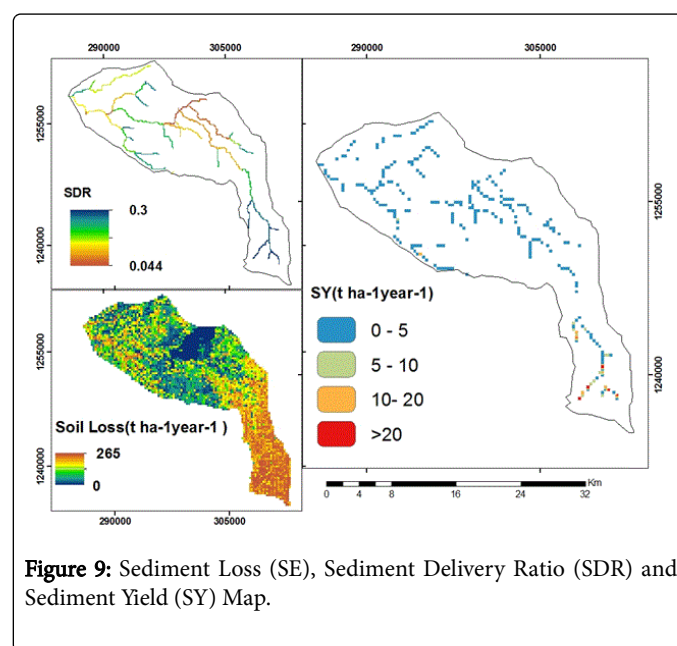 290000 305000
1255000
SDR
0.3
0.044
1240000
1255000
Soil Loss(t ha-1year-1 )
265
0
1240000
290000 305000
290000 305000
1255000
1240000
SY(t ha-1year-1)
0 - 5
5 - 10
10- 20
>20
Km
0 4 8 16 24 32
Figure 9: Sediment Loss (SE), Sediment Delivery Ratio (SDR) and
Sediment Yield (SY) Map.